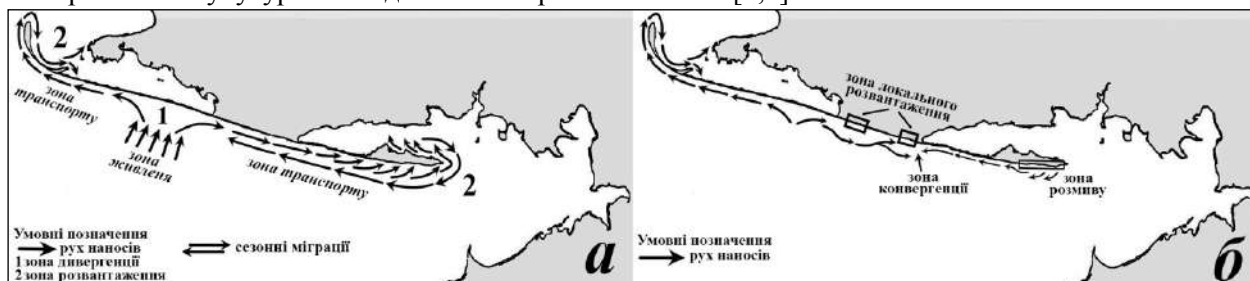 2
зона
транспорту
1
зона
живленя
зона транспорту
2
Умовні позначення
рух наносів
сезонні міграції
1 зона дивергенції
2 зона розвантаження
а
зона локального
розвантаження
зона
конвергенції
зона
розмиву
Умовні позначення
рух наносів
б